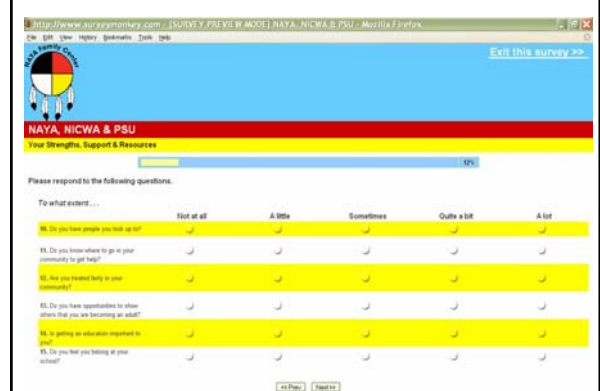 http://www.surveymonkey.com - [SURVEY PREVIEW MODE] NAYA, NICWA & PSU - Mozilla Firefox
File Edit View History Bookmarks Tools Help
NAYA Family Center
Exit this survey >>
NAYA, NICWA & PSU
Your Strengths, Support & Resources
12%
Please respond to the following questions.
To what extent . . .
Not at all A little Sometimes Quite a bit A lot
10. Do you have people you look up to?
11. Do you know where to go in your
community to get help?
12. Are you treated fairly in your
community?
13. Do you have opportunities to show
others that you are becoming an adult?
14. Is getting an education important to
you?
15. Do you feel you belong at your
school?
<< Prev Next >>